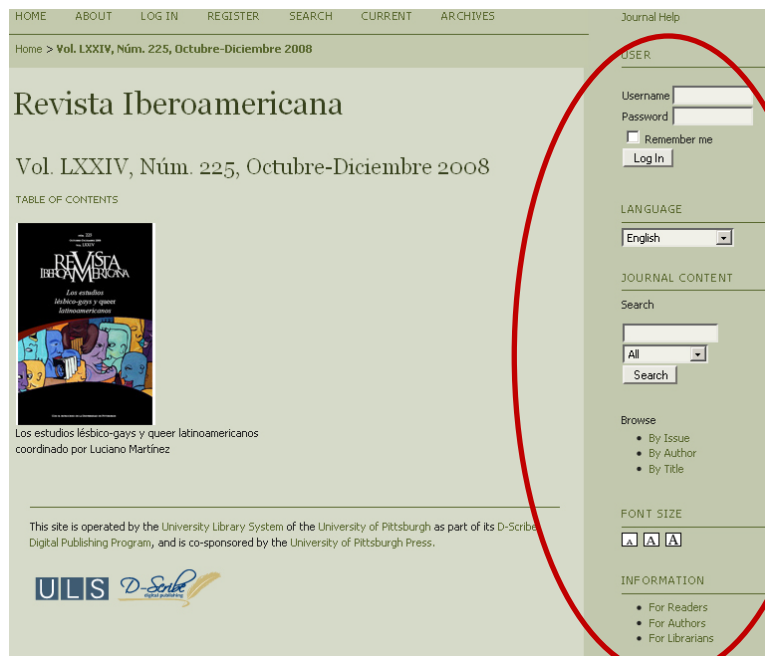 HOME ABOUT LOG IN REGISTER SEARCH CURRENT ARCHIVES
Home > Vol. LXXIV, Núm. 225, Octubre-Diciembre 2008
Revista Iberoamericana
Vol. LXXIV, Núm. 225, Octubre-Diciembre 2008
TABLE OF CONTENTS
REVISTA
IBEROAMERICANA
Los estudios
lésbico-gays y queer
latinoamericanos
Los estudios lésbico-gays y queer latinoamericanos
coordinado por Luciano Martínez
This site is operated by the University Library System of the University of Pittsburgh as part of its D-Scribe
Digital Publishing Program, and is co-sponsored by the University of Pittsburgh Press.
ULS D-Scribe
digital publishing
Journal Help
USER
Username
Password
Remember me
Log In
LANGUAGE
English
JOURNAL CONTENT
Search
All
Search
Browse
• By Issue
• By Author
• By Title
FONT SIZE
A A A
INFORMATION
• For Readers
• For Authors
• For Librarians